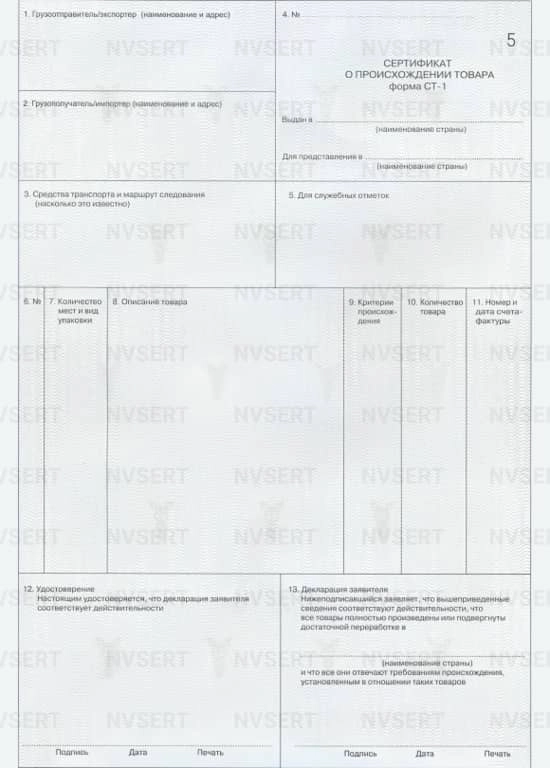 1. Грузоотправитель/экспортер (наименование и адрес)
4. №
5
СЕРТИФИКАТ
О ПРОИСХОЖДЕНИИ ТОВАРА
форма СТ-1
2. Грузополучатель/импортер (наименование и адрес)
Выдан в
(наименование страны)
Для представления в
(наименование страны)
3. Средства транспорта и маршрут следования
(насколько это известно)
5. Для служебных отметок
6. №
7. Количество
мест и вид
упаковки
8. Описание товара
9. Критерии
происхож-
дения
10. Количество
товара
11. Номер и
дата счета-
фактуры
12. Удостоверение
Настоящим удостоверяется, что декларация заявителя
соответствует действительности
Подпись Дата Печать
13. Декларация заявителя
Нижеподписавшийся заявляет, что вышеприведенные
сведения соответствуют действительности, что
все товары полностью произведены или подвергнуты
достаточной переработке в
(наименование страны)
и что все они отвечают требованиям происхождения,
установленным в отношении таких товаров
Подпись Дата Печать
NVSERT